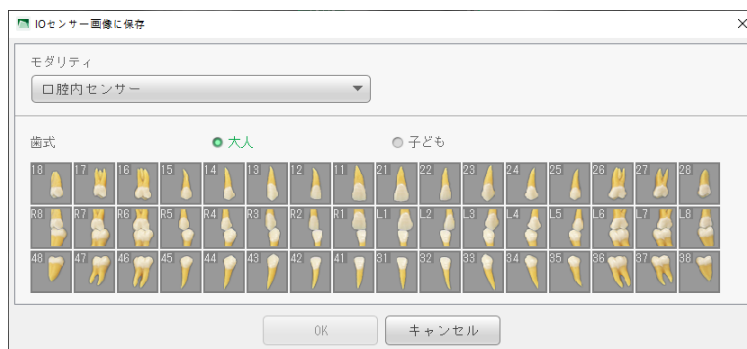 IOセンサー画像に保存
モダリティ
口腔内センサー
歯式 大人 子ども
18 17 16 15 14 13 12 11 21 22 23 24 25 26 27 28
R8 R7 R6 R5 R4 R3 R2 R1 L1 L2 L3 L4 L5 L6 L7 L8
48 47 46 45 44 43 42 41 31 32 33 34 35 36 37 38
OK キャンセル